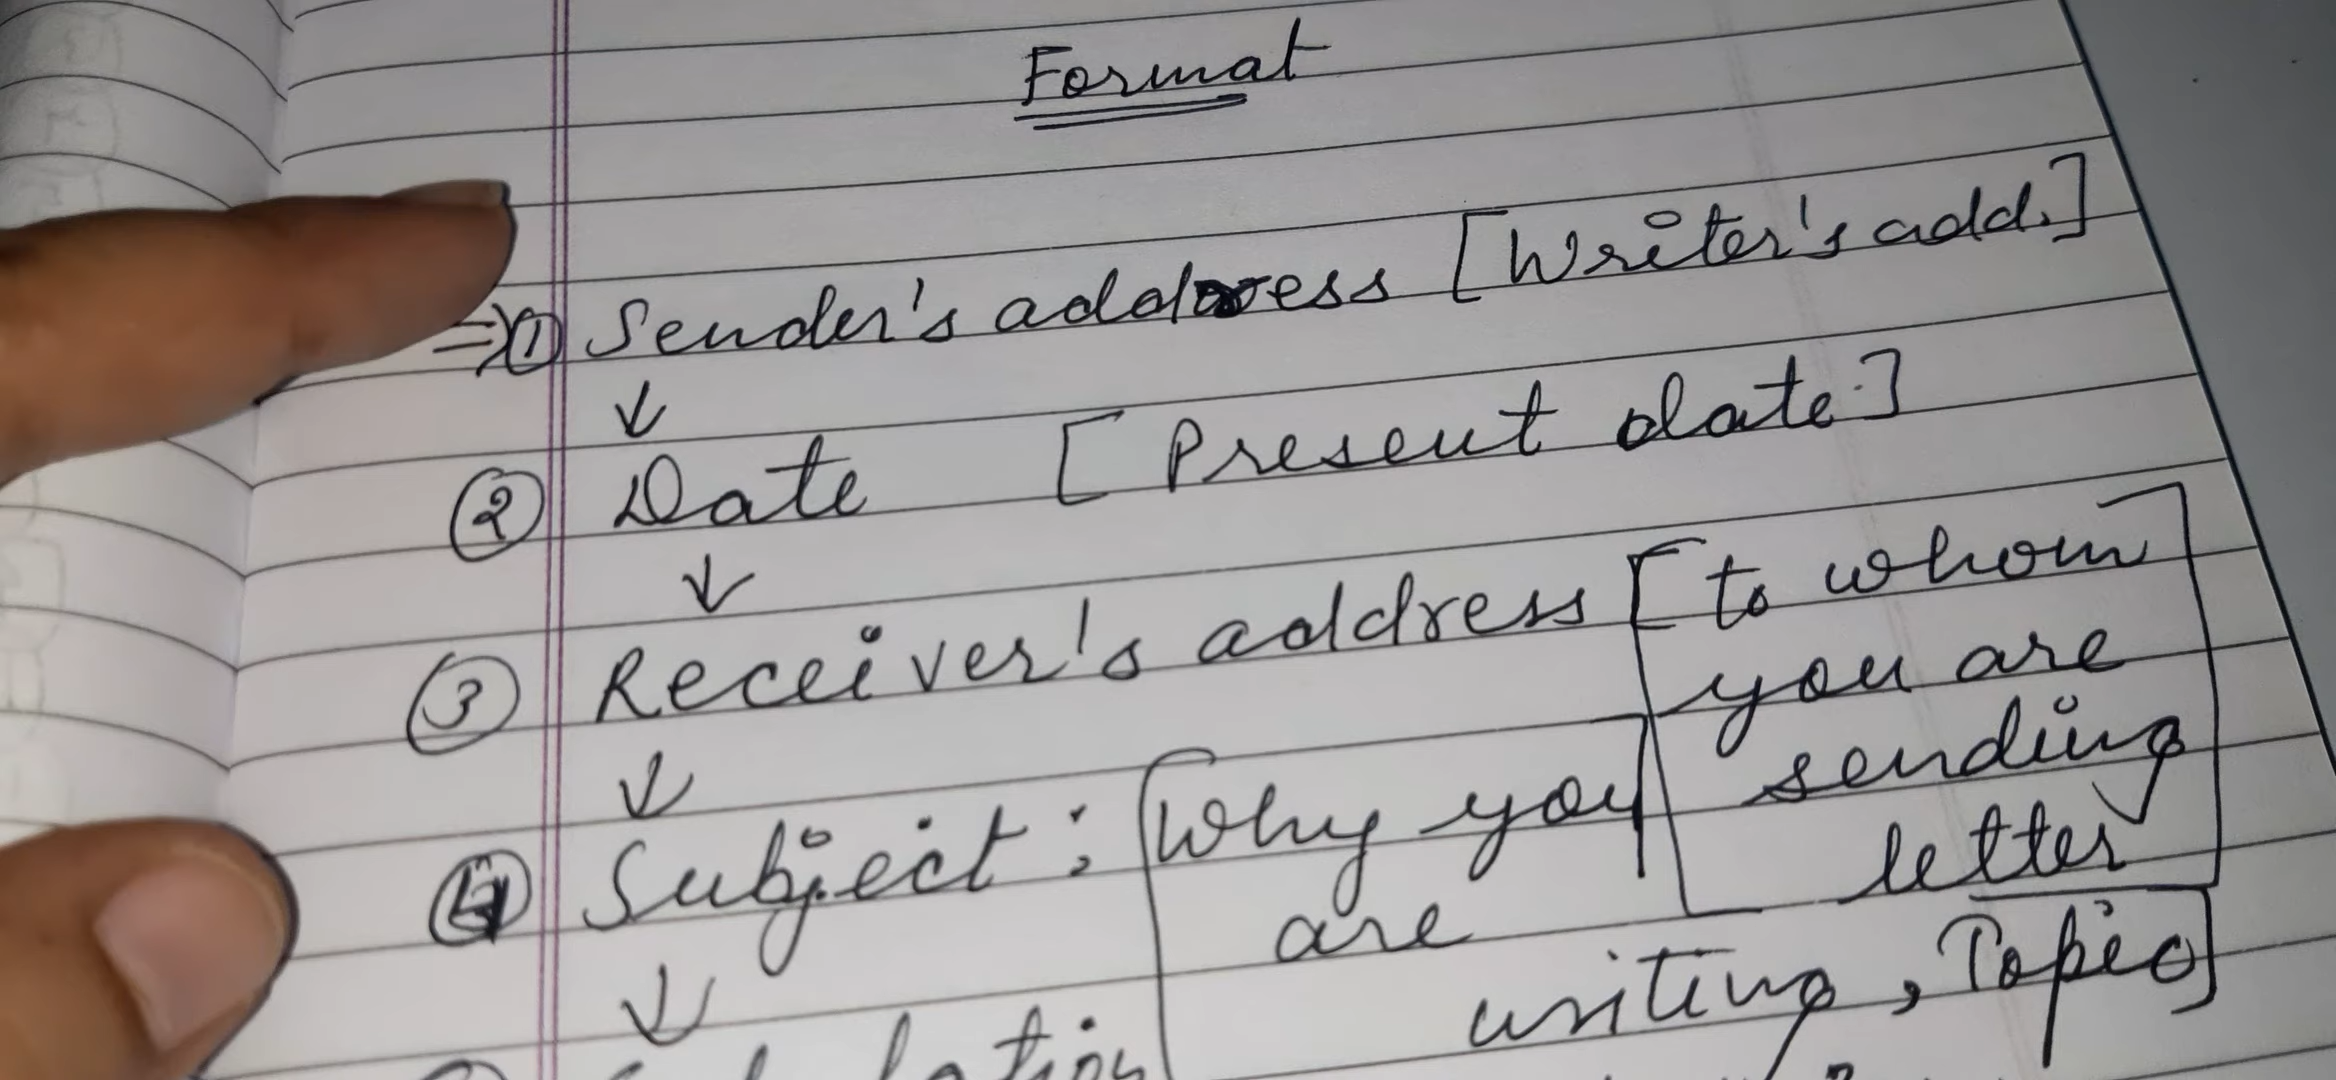 Format
⇒① Sender's address [Writer's add.]
↓
② Date [Present date.]
↓
③ Receiver's address [to whom
you are
sending
letter]
↓
④ Subject : [Why you
are
writing, Topic]
↓